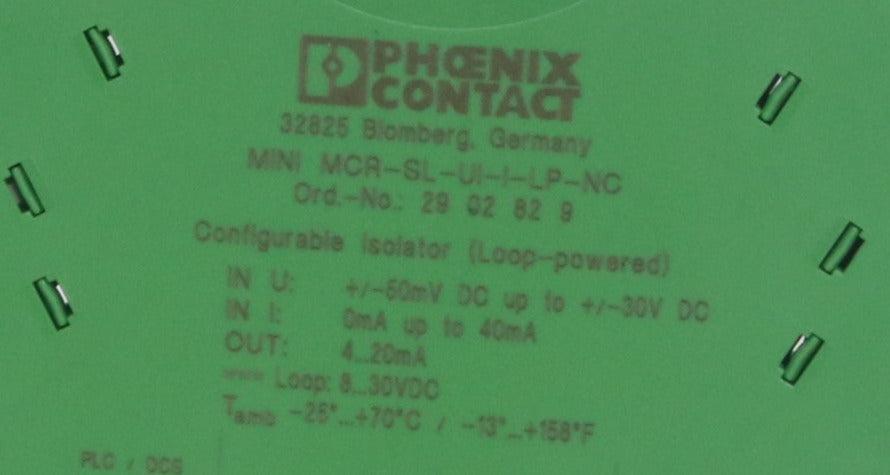 PHŒNIX
CONTACT
32825 Blomberg, Germany
MINI MCR-SL-UI-I-LP-NC
Ord.-No.: 29 02 82 9
Configurable isolator (Loop-powered)
IN U: +/-50mV DC up to +/-30V DC
IN I: 0mA up to 40mA
OUT: 4...20mA
Loop: 8...30VDC
Tamb -25°...+70°C / -13°...+158°F
PLC / DCS